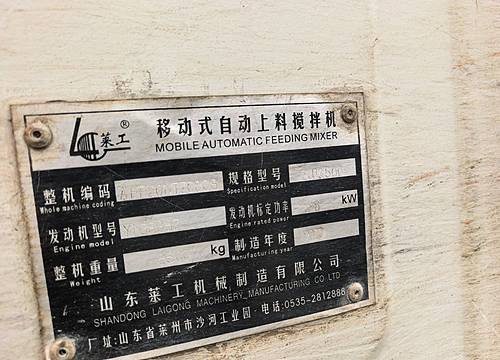 莱工®
移动式自动上料搅拌机
MOBILE AUTOMATIC FEEDING MIXER
整机编码
Whole machine coding
规格型号
Specification model
发动机型号
Engine model
发动机标定功率 kW
Engine rated power
整机重量 kg
Weight
制造年度
Manufacturing year
山东莱工机械制造有限公司
SHANDONG LAIGONG MACHINERY MANUFACTURING CO LTD
厂址:山东省莱州市沙河工业园·电话:0535-2812888